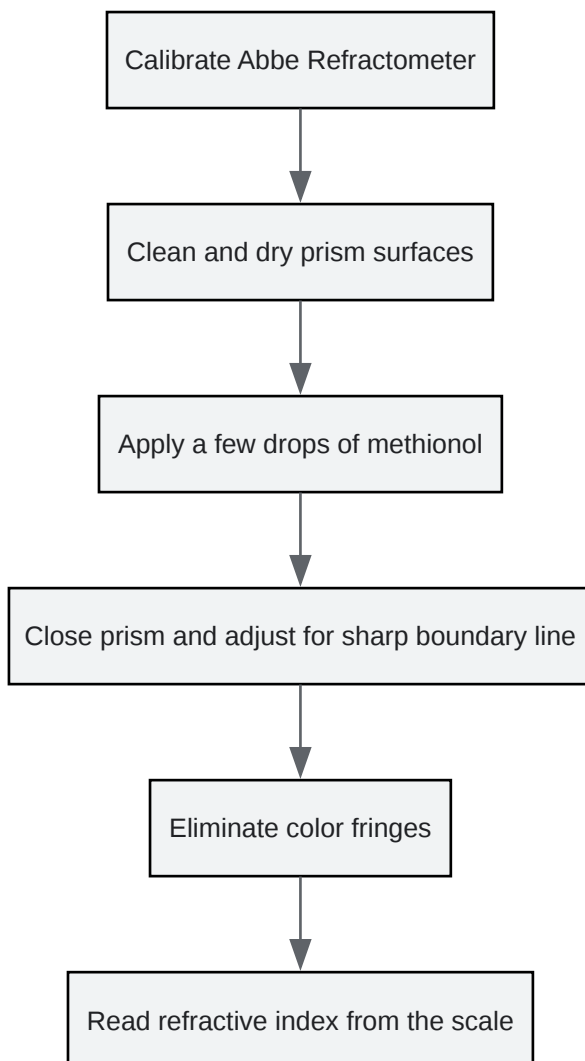 Calibrate Abbe Refractometer
Clean and dry prism surfaces
Apply a few drops of methionol
Close prism and adjust for sharp boundary line
Eliminate color fringes
Read refractive index from the scale